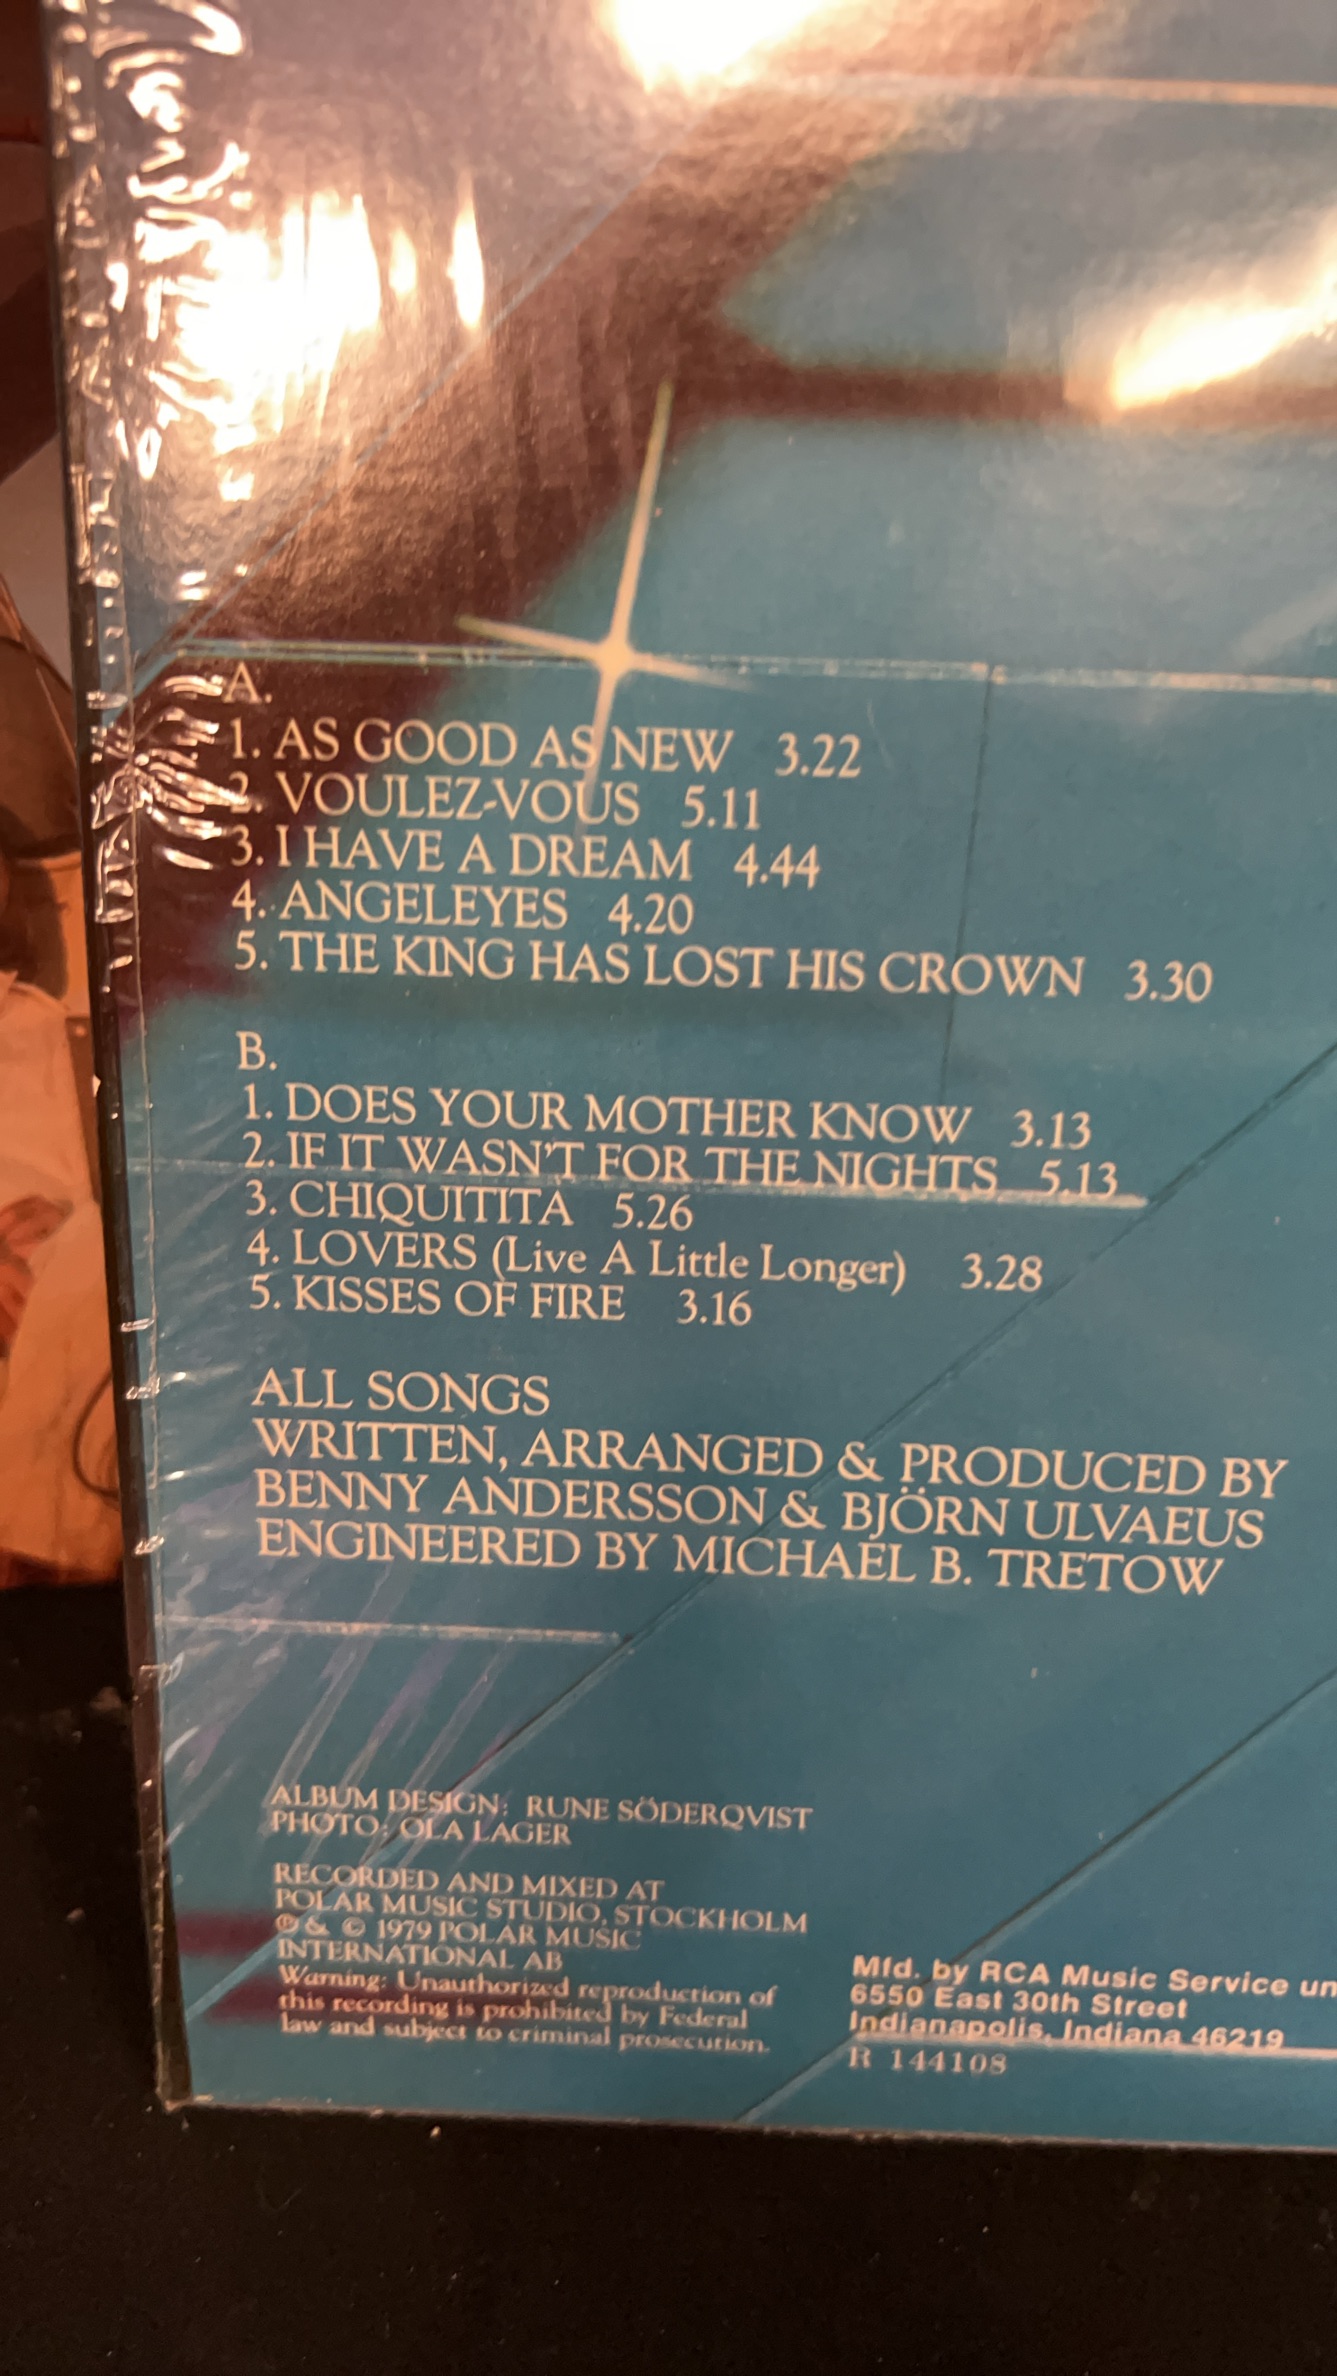 A.
1. AS GOOD AS NEW 3.22
2. VOULEZ-VOUS 5.11
3. I HAVE A DREAM 4.44
4. ANGELEYES 4.20
5. THE KING HAS LOST HIS CROWN 3.30
B.
1. DOES YOUR MOTHER KNOW 3.13
2. IF IT WASN'T FOR THE NIGHTS 5.13
3. CHIQUITITA 5.26
4. LOVERS (Live A Little Longer) 3.28
5. KISSES OF FIRE 3.16
ALL SONGS
WRITTEN, ARRANGED & PRODUCED BY
BENNY ANDERSSON & BJÖRN ULVAEUS
ENGINEERED BY MICHAEL B. TRETOW
ALBUM DESIGN: RUNE SÖDERQVIST
PHOTO: OLA LAGER
RECORDED AND MIXED AT
POLAR MUSIC STUDIO, STOCKHOLM
℗ & © 1979 POLAR MUSIC
INTERNATIONAL AB
Warning: Unauthorized reproduction of
this recording is prohibited by Federal
law and subject to criminal prosecution.
Mfd. by RCA Music Service un
6550 East 30th Street
Indianapolis, Indiana 46219
R 144108